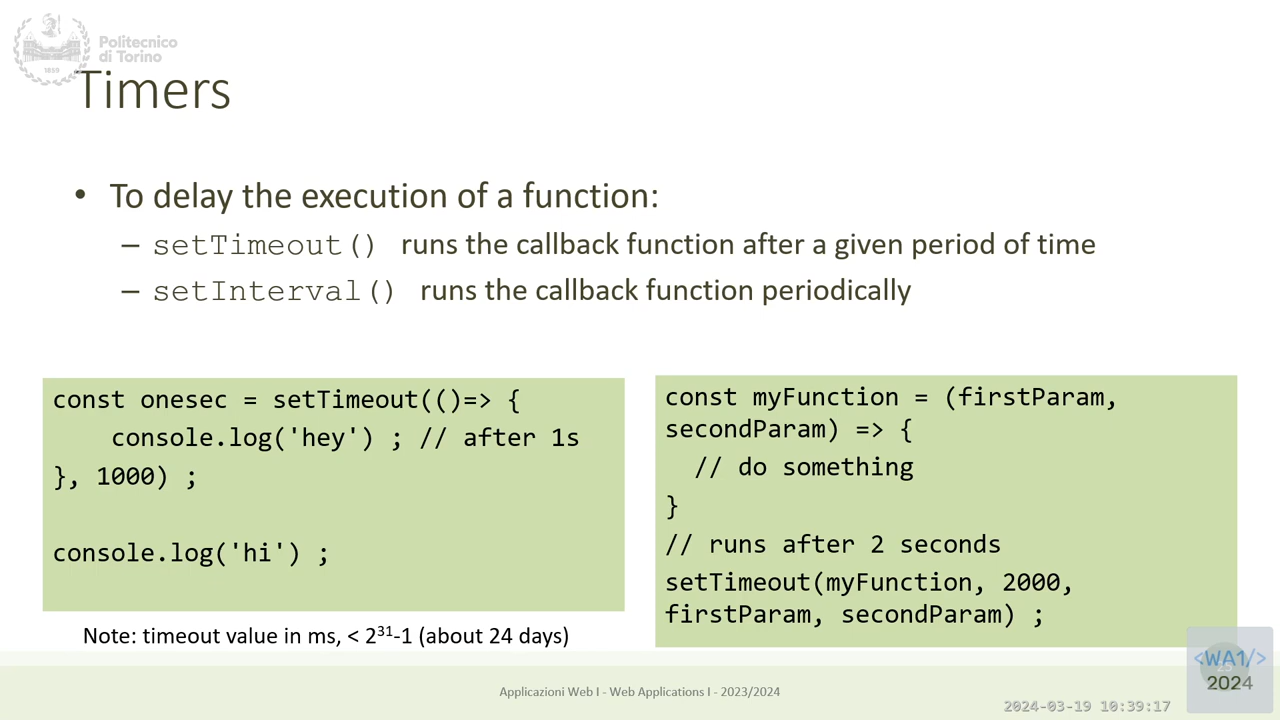 Politecnico
di Torino
1859
Timers
• To delay the execution of a function:
– setTimeout() runs the callback function after a given period of time
– setInterval() runs the callback function periodically
const onesec = setTimeout(()=> {
    console.log('hey') ; // after 1s
}, 1000) ;
console.log('hi') ;
Note: timeout value in ms, < 2³¹-1 (about 24 days)
const myFunction = (firstParam,
secondParam) => {
  // do something
}
// runs after 2 seconds
setTimeout(myFunction, 2000,
firstParam, secondParam) ;
Applicazioni Web I - Web Applications I - 2023/2024
<WA1/>
2024
2024-03-19 10:39:17